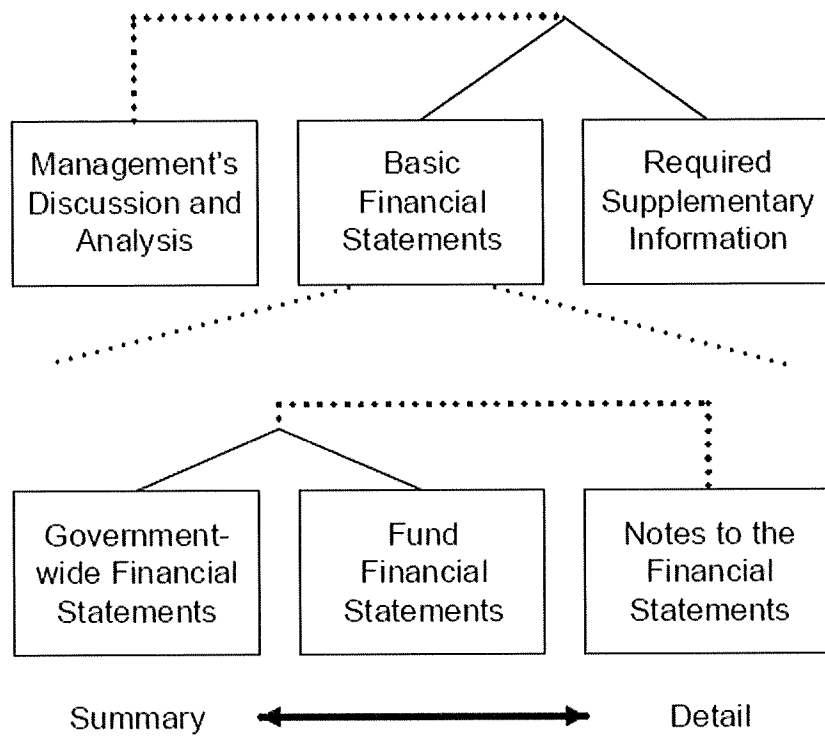 Management's
Discussion and
Analysis
Basic
Financial
Statements
Required
Supplementary
Information
Government-
wide Financial
Statements
Fund
Financial
Statements
Notes to the
Financial
Statements
Summary
Detail